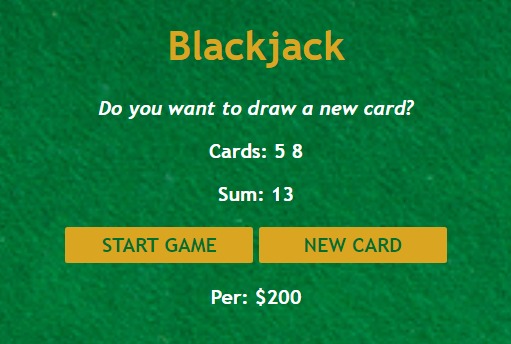 Blackjack
Do you want to draw a new card?
Cards: 5 8
Sum: 13
START GAME NEW CARD
Per: $200